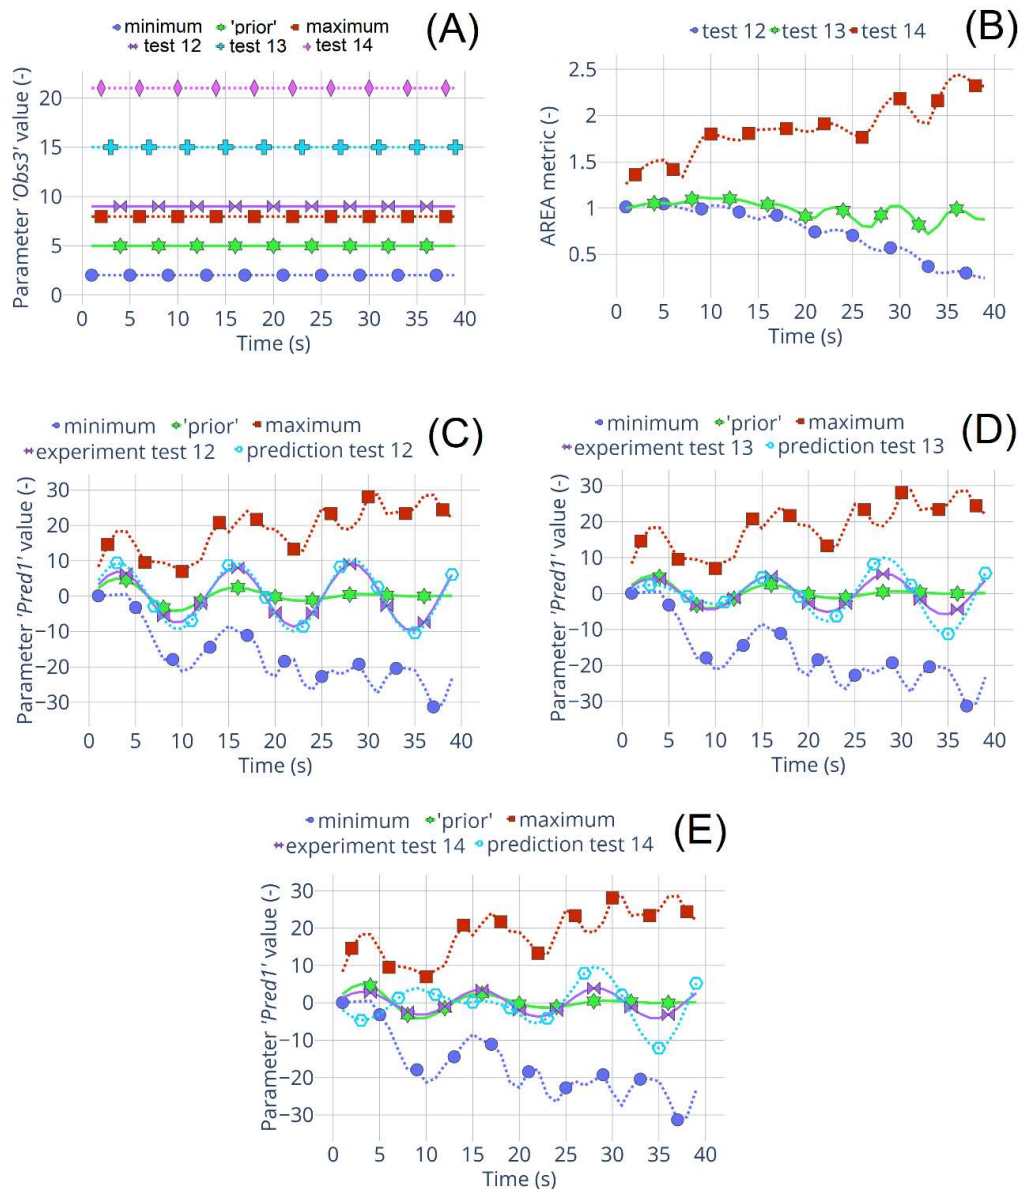 minimum 'prior' maximum
test 12 test 13 test 14
(A)
Parameter 'Obs3' value (-)
20
15
10
5
0
0 5 10 15 20 25 30 35 40
Time (s)
test 12 test 13 test 14
(B)
AREA metric (-)
2.5
2
1.5
1
0.5
0 5 10 15 20 25 30 35 40
Time (s)
minimum 'prior' maximum
experiment test 12 prediction test 12
(C)
Parameter 'Pred1' value (-)
30
20
10
0
−10
−20
−30
0 5 10 15 20 25 30 35 40
Time (s)
minimum 'prior' maximum
experiment test 13 prediction test 13
(D)
Parameter 'Pred1' value (-)
30
20
10
0
−10
−20
−30
0 5 10 15 20 25 30 35 40
Time (s)
minimum 'prior' maximum
experiment test 14 prediction test 14
(E)
Parameter 'Pred1' value (-)
30
20
10
0
−10
−20
−30
0 5 10 15 20 25 30 35 40
Time (s)